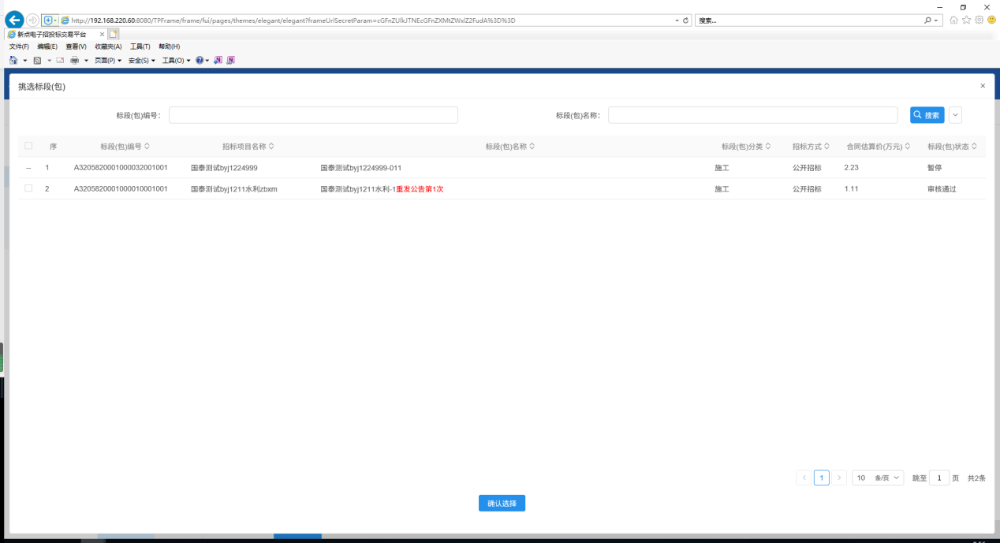 http://192.168.220.60:8080/TPFrame/frame/fui/pages/themes/elegant/elegant?frameUrlSecretParam=cGFnZUlkJTNEcGFnZXMtZWxlZ2FudA%3D%3D 搜索...
新点电子招投标交易平台
文件(F) 编辑(E) 查看(V) 收藏夹(A) 工具(T) 帮助(H)
页面(P) 安全(S) 工具(O)
挑选标段(包)
标段(包)编号: 标段(包)名称: 搜索
序 标段(包)编号 招标项目名称 标段(包)名称 标段(包)分类 招标方式 合同估算价(万元) 标段(包)状态
-- 1 A3205820001000032001001 国泰测试byj1224999 国泰测试byj1224999-011 施工 公开招标 2.23 暂停
2 A3205820001000010001001 国泰测试byj1211水利zbxm 国泰测试byj1211水利-1重发公告第1次 施工 公开招标 1.11 审核通过
1 10 条/页 跳至 1 页 共2条
确认选择